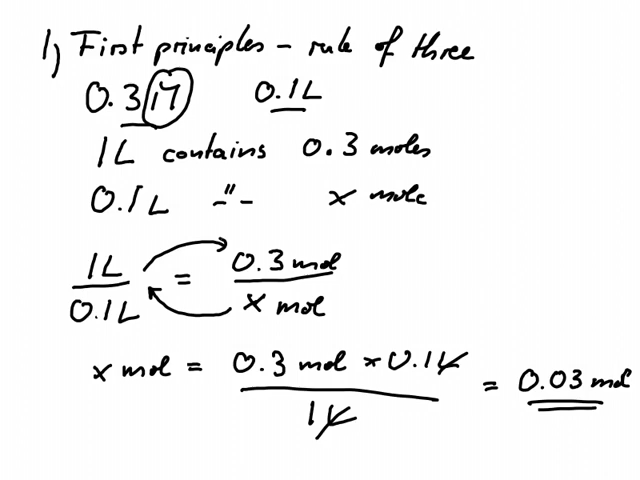 1) First principles - rule of three
0.3M 0.1L
1L contains 0.3 moles
0.1L -"- x mole
1L / 0.1L = 0.3 mol / x mol
x mol = 0.3 mol × 0.1L / 1L = 0.03 mol